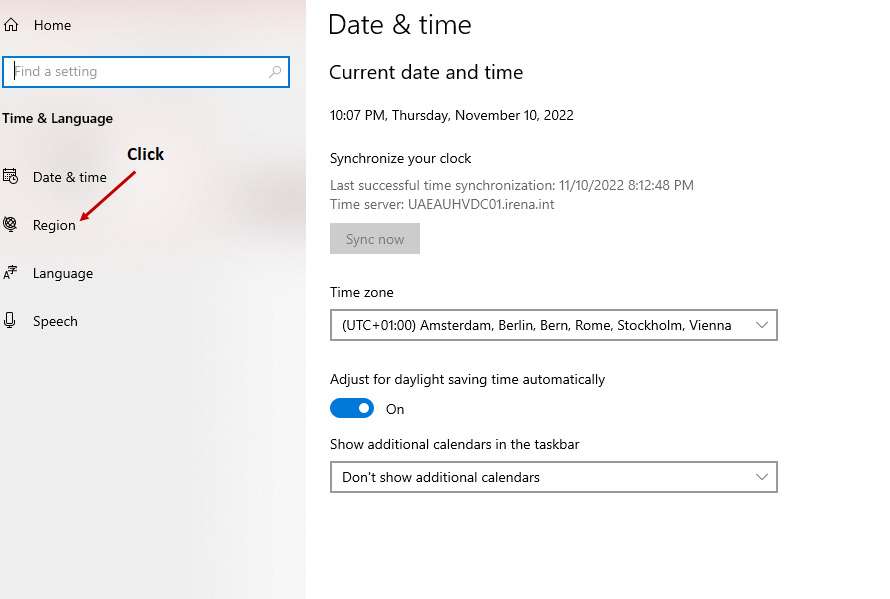 Home
Find a setting
Time & Language
Click
Date & time
Region
Language
Speech
Date & time
Current date and time
10:07 PM, Thursday, November 10, 2022
Synchronize your clock
Last successful time synchronization: 11/10/2022 8:12:48 PM
Time server: UAEAUHVDC01.irena.int
Sync now
Time zone
(UTC+01:00) Amsterdam, Berlin, Bern, Rome, Stockholm, Vienna
Adjust for daylight saving time automatically
On
Show additional calendars in the taskbar
Don't show additional calendars